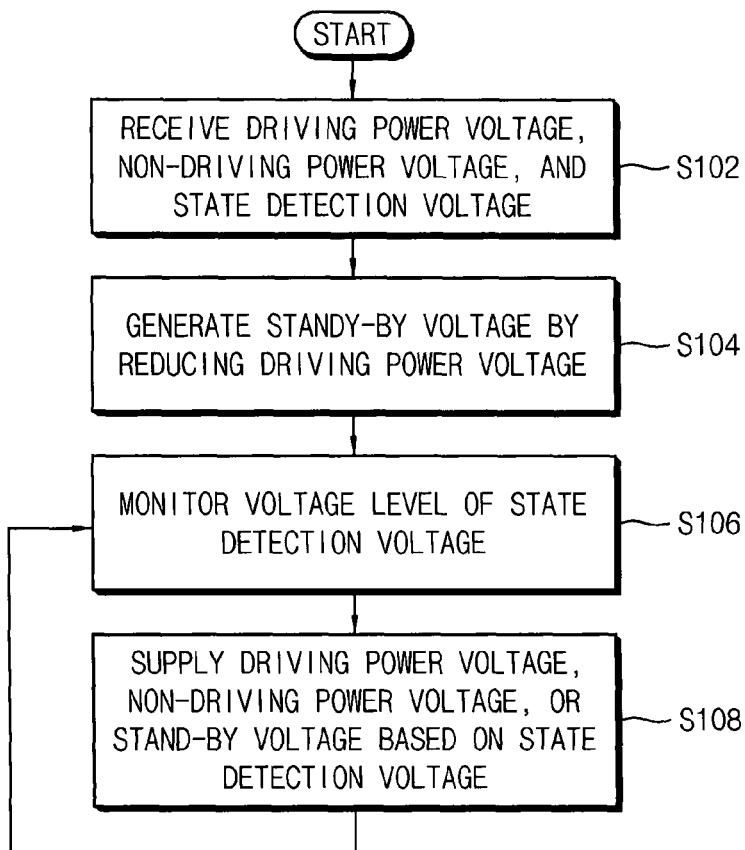 START
RECEIVE DRIVING POWER VOLTAGE,
NON-DRIVING POWER VOLTAGE, AND
STATE DETECTION VOLTAGE
S102
GENERATE STANDY-BY VOLTAGE BY
REDUCING DRIVING POWER VOLTAGE
S104
MONITOR VOLTAGE LEVEL OF STATE
DETECTION VOLTAGE
S106
SUPPLY DRIVING POWER VOLTAGE,
NON-DRIVING POWER VOLTAGE, OR
STAND-BY VOLTAGE BASED ON STATE
DETECTION VOLTAGE
S108